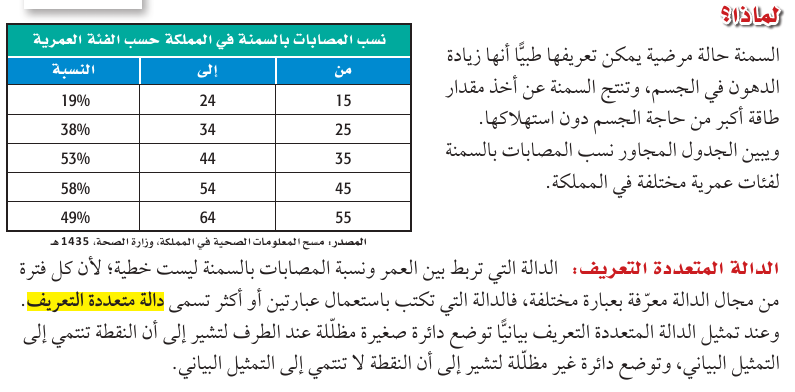 لماذا؟
السمنة حالة مرضية يمكن تعريفها طبيًّا أنها زيادة
الدهون في الجسم، وتنتج السمنة عن أخذ مقدار
طاقة أكبر من حاجة الجسم دون استهلاكها.
ويبين الجدول المجاور نسب المصابات بالسمنة
لفئات عمرية مختلفة في المملكة.
نسب المصابات بالسمنة في المملكة حسب الفئة العمرية
من إلى النسبة
15 24 19%
25 34 38%
35 44 53%
45 54 58%
55 64 49%
المصدر: مسح المعلومات الصحية في المملكة، وزارة الصحة، 1435 هـ
الدالة المتعددة التعريف: الدالة التي تربط بين العمر ونسبة المصابات بالسمنة ليست خطية؛ لأن كل فترة
من مجال الدالة معرّفة بعبارة مختلفة، فالدالة التي تكتب باستعمال عبارتين أو أكثر تسمى دالة متعددة التعريف.
وعند تمثيل الدالة المتعددة التعريف بيانيًّا توضع دائرة صغيرة مظلّلة عند الطرف لتشير إلى أن النقطة تنتمي إلى
التمثيل البياني، وتوضع دائرة غير مظلّلة لتشير إلى أن النقطة لا تنتمي إلى التمثيل البياني.